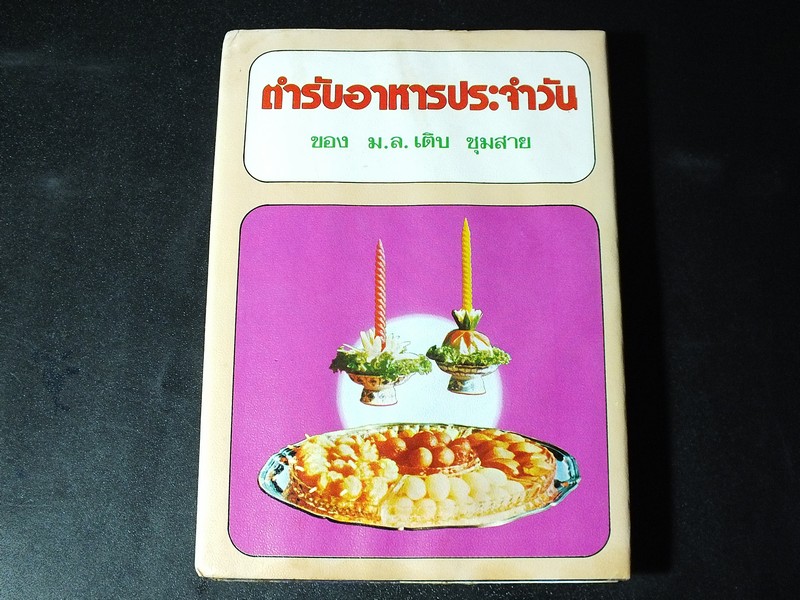 ตำรับอาหารประจำวัน
ของ ม.ล. เติบ ชุมสาย